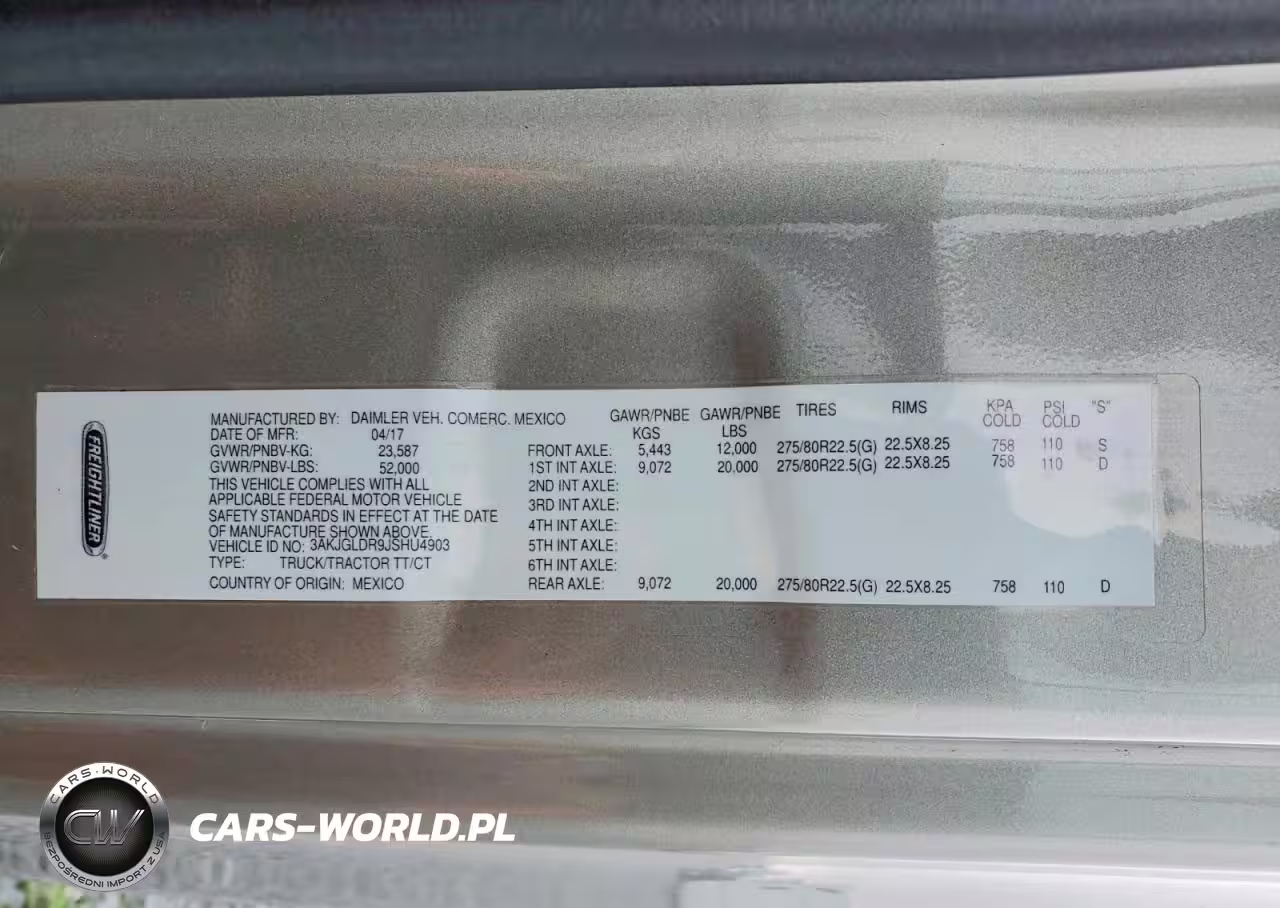 FREIGHTLINER
MANUFACTURED BY: DAIMLER VEH. COMERC. MEXICO
DATE OF MFR: 04/17
GVWR/PNBV-KG: 23,587
GVWR/PNBV-LBS: 52,000
THIS VEHICLE COMPLIES WITH ALL
APPLICABLE FEDERAL MOTOR VEHICLE
SAFETY STANDARDS IN EFFECT AT THE DATE
OF MANUFACTURE SHOWN ABOVE.
VEHICLE ID NO: 3AKJGLDR9JSHU4903
TYPE: TRUCK/TRACTOR TT/CT
COUNTRY OF ORIGIN: MEXICO
GAWR/PNBE GAWR/PNBE TIRES RIMS KPA PSI "S"
KGS LBS COLD COLD
FRONT AXLE: 5,443 12,000 275/80R22.5(G) 22.5X8.25 758 110 S
1ST INT AXLE: 9,072 20,000 275/80R22.5(G) 22.5X8.25 758 110 D
2ND INT AXLE:
3RD INT AXLE:
4TH INT AXLE:
5TH INT AXLE:
6TH INT AXLE:
REAR AXLE: 9,072 20,000 275/80R22.5(G) 22.5X8.25 758 110 D
CARS-WORLD
CW
BEZPOŚREDNI IMPORT Z USA
CARS-WORLD.PL